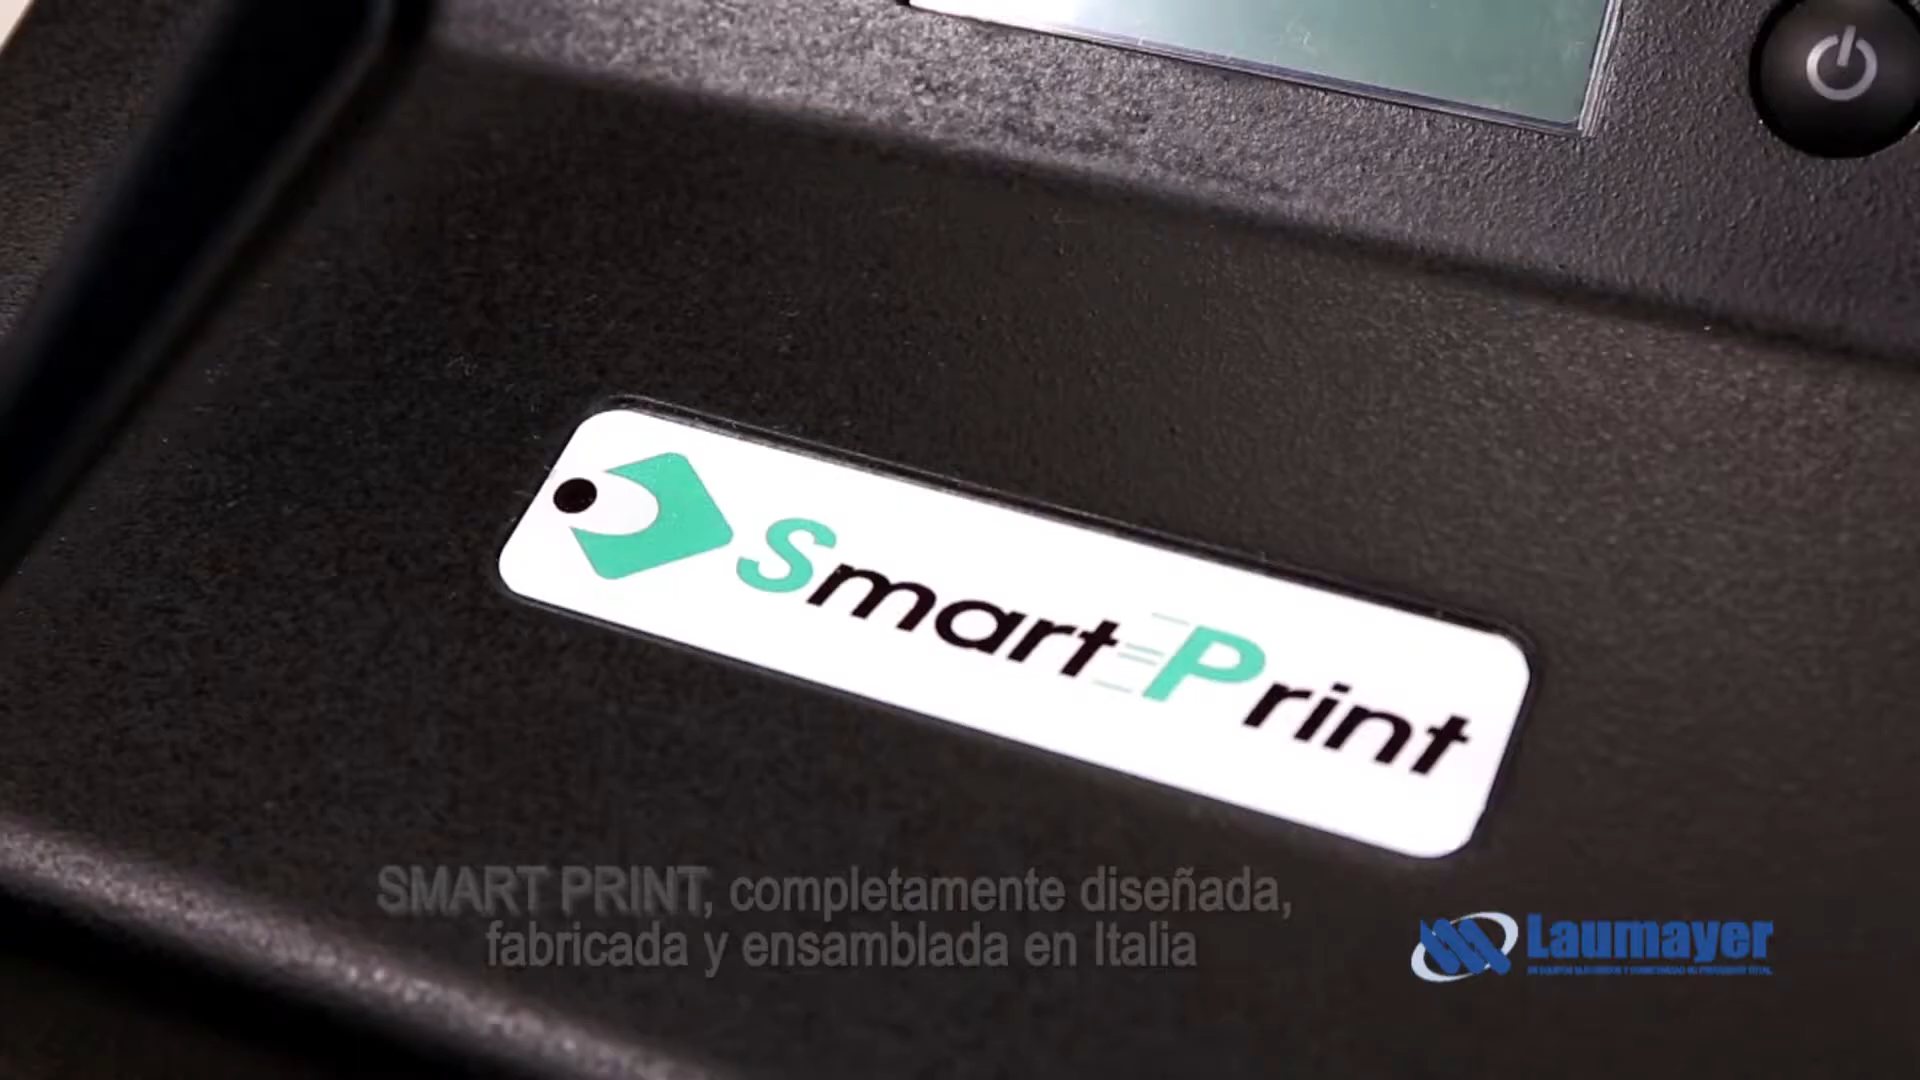 Smart Print
SMART PRINT, completamente diseñada,
fabricada y ensamblada en Italia
Laumayer